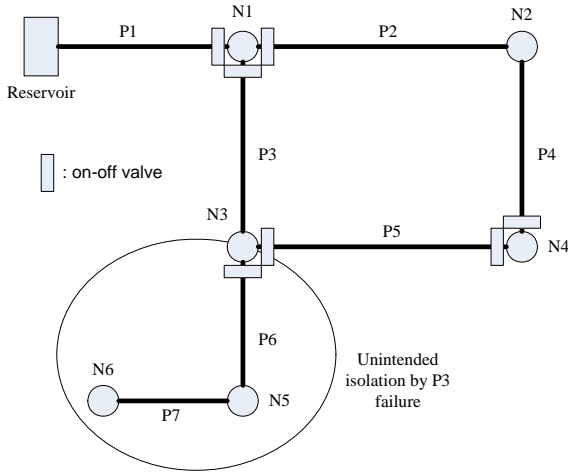 P1
N1
P2
N2
Reservoir
P3
P4
: on-off valve
N3
P5
N4
P6
N6
Unintended
isolation by P3
failure
P7
N5